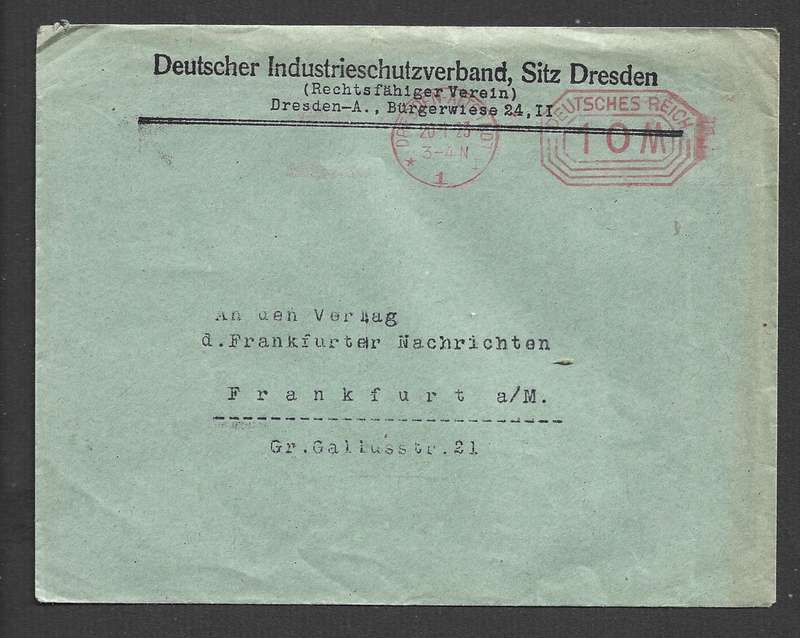 Deutscher Industrieschutzverband, Sitz Dresden
(Rechtsfähiger Verein)
Dresden-A., Bürgerwiese 24,II
DEUTSCHES REICH
10 M
3-4 N
1
An den Verlag
d.Frankfurter Nachrichten
Frankfurt a/M.
Gr.Gallusstr.21